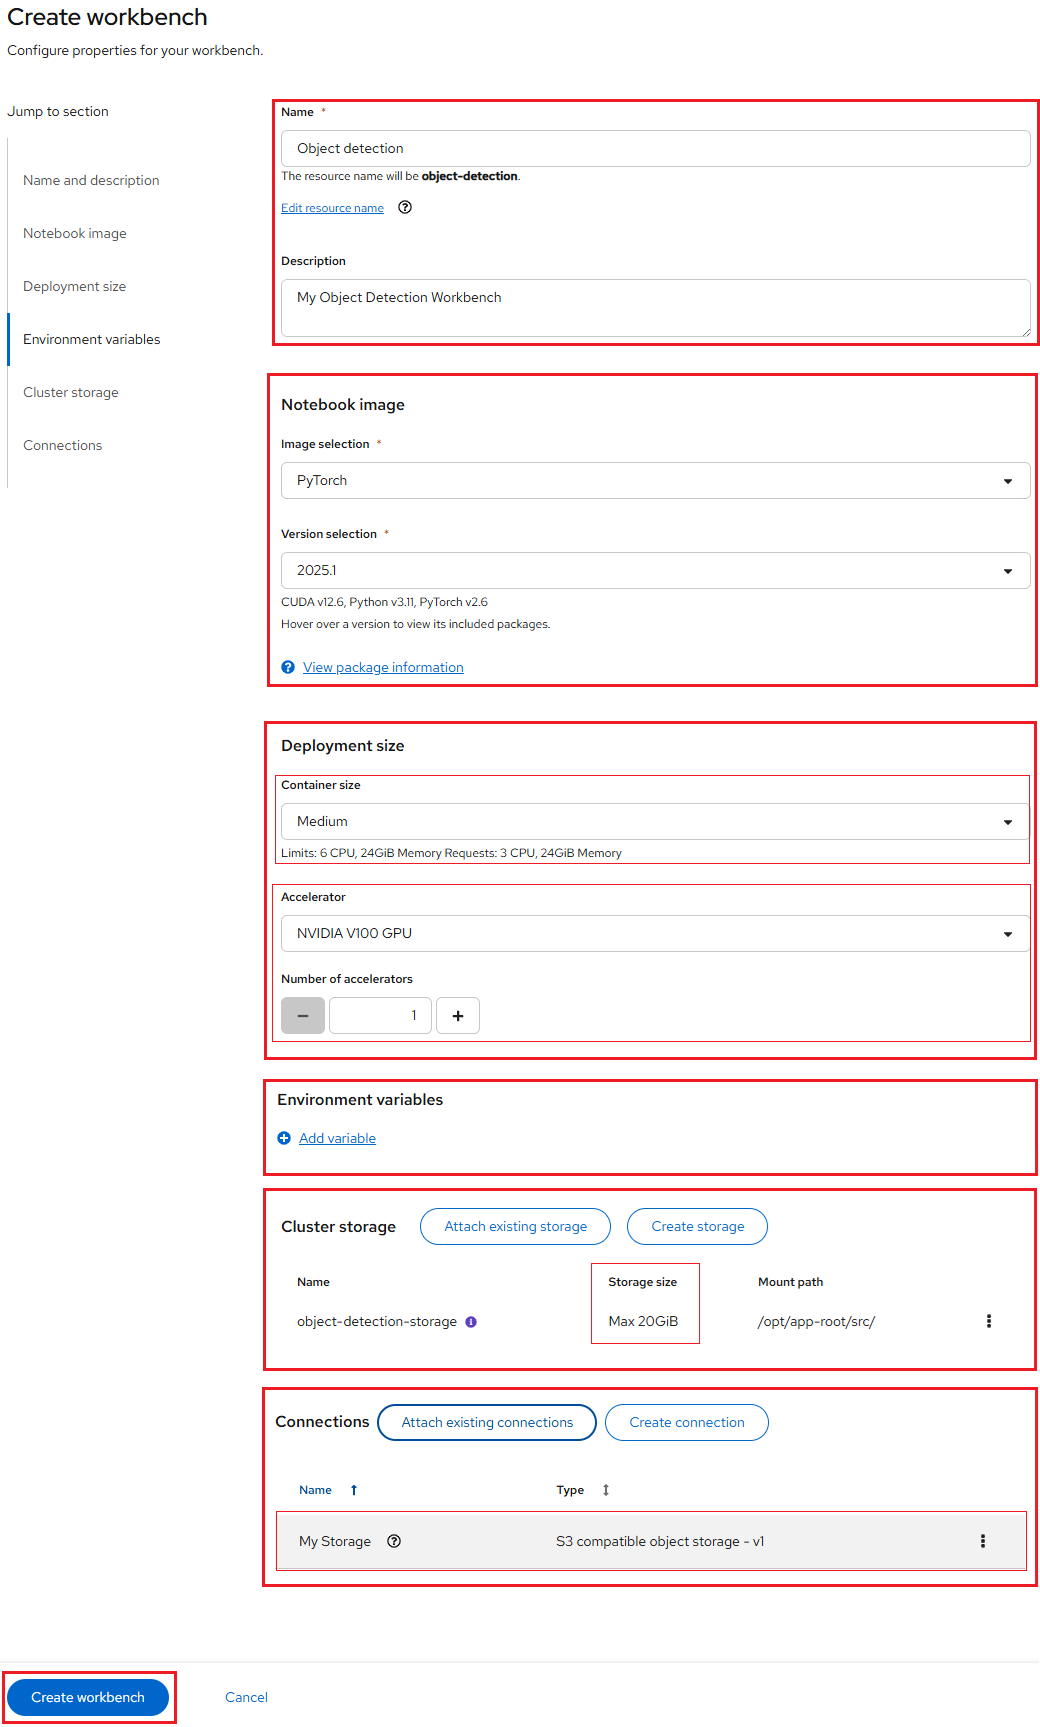 Create workbench
Configure properties for your workbench.
Jump to section
Name and description
Notebook image
Deployment size
Environment variables
Cluster storage
Connections
Name *
Object detection
The resource name will be object-detection.
Edit resource name
Description
My Object Detection Workbench
Notebook image
Image selection *
PyTorch
Version selection *
2025.1
CUDA v12.6, Python v3.11, PyTorch v2.6
Hover over a version to view its included packages.
View package information
Deployment size
Container size
Medium
Limits: 6 CPU, 24GiB Memory Requests: 3 CPU, 24GiB Memory
Accelerator
NVIDIA V100 GPU
Number of accelerators
1
Environment variables
Add variable
Cluster storage Attach existing storage Create storage
Name Storage size Mount path
object-detection-storage Max 20GiB /opt/app-root/src/
Connections Attach existing connections Create connection
Name Type
My Storage S3 compatible object storage - v1
Create workbench Cancel